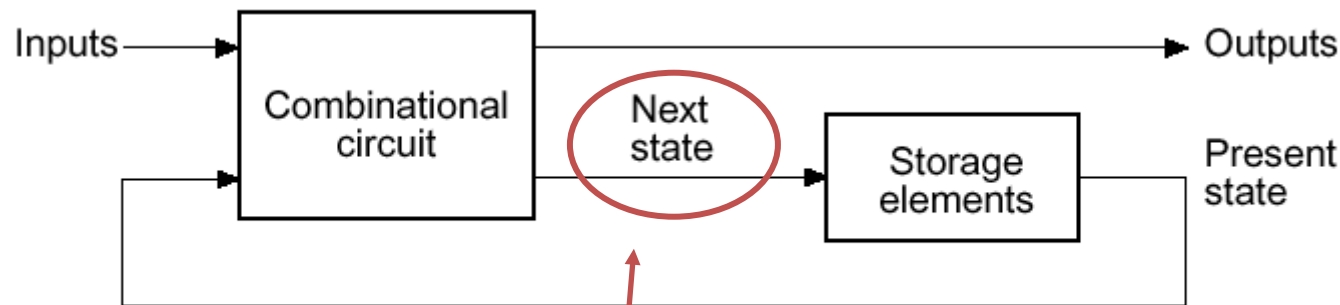 Inputs
Combinational
circuit
Next
state
Storage
elements
Outputs
Present
state